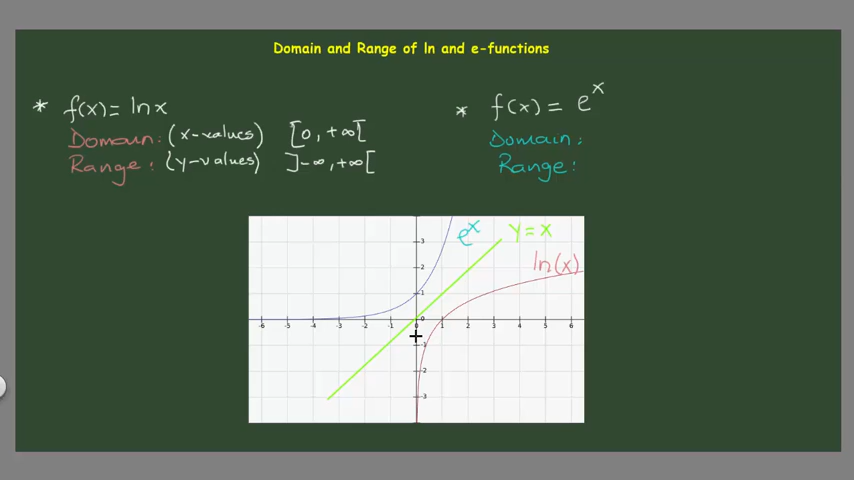 Domain and Range of ln and e-functions
* f(x) = ln x
Domain: (x-values) [0, +∞[
Range: (y-values) ]-∞, +∞[
* f(x) = e^x
Domain:
Range:
e^x
y = x
ln(x)
3
2
1
0
-6 -5 -4 -3 -2 -1 0 1 2 3 4 5 6
-1
-2
-3